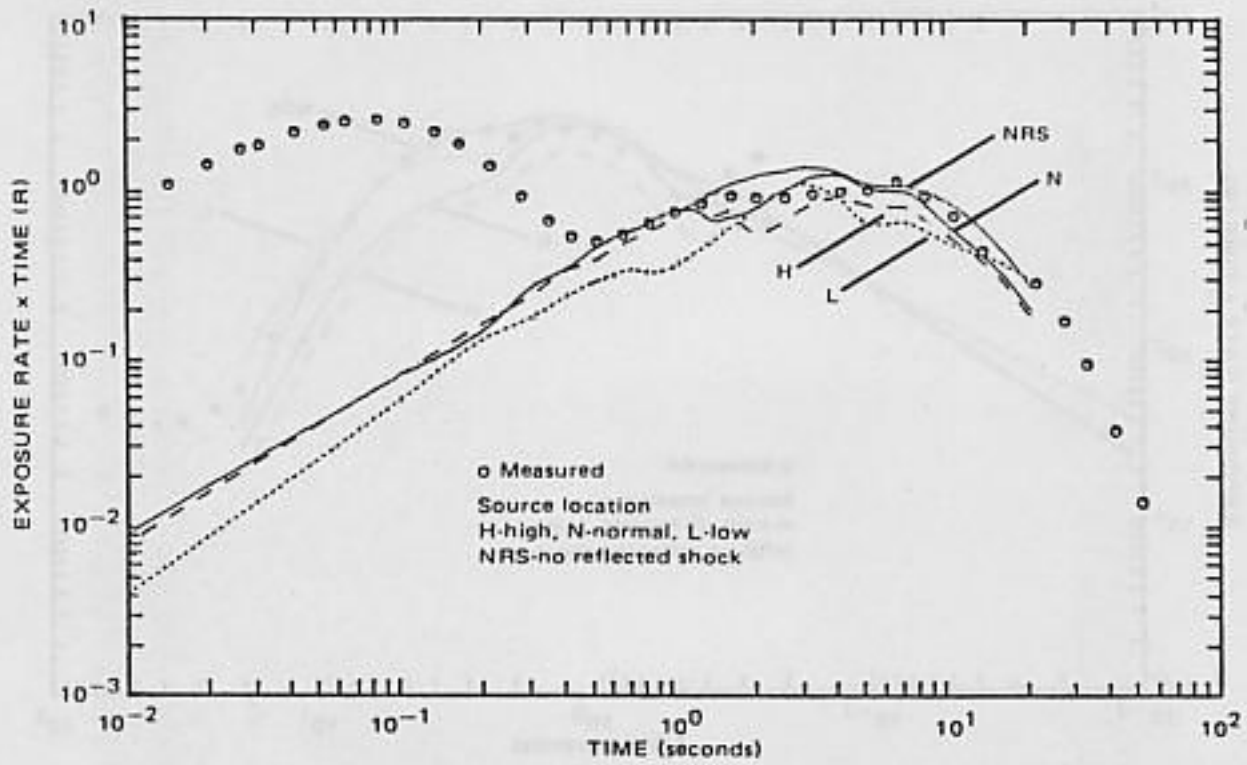 EXPOSURE RATE x TIME (R)
10¹
10⁰
10⁻¹
10⁻²
10⁻³
NRS
N
H
L
o Measured
Source location
H-high, N-normal, L-low
NRS-no reflected shock
10⁻² 10⁻¹ 10⁰ 10¹ 10²
TIME (seconds)